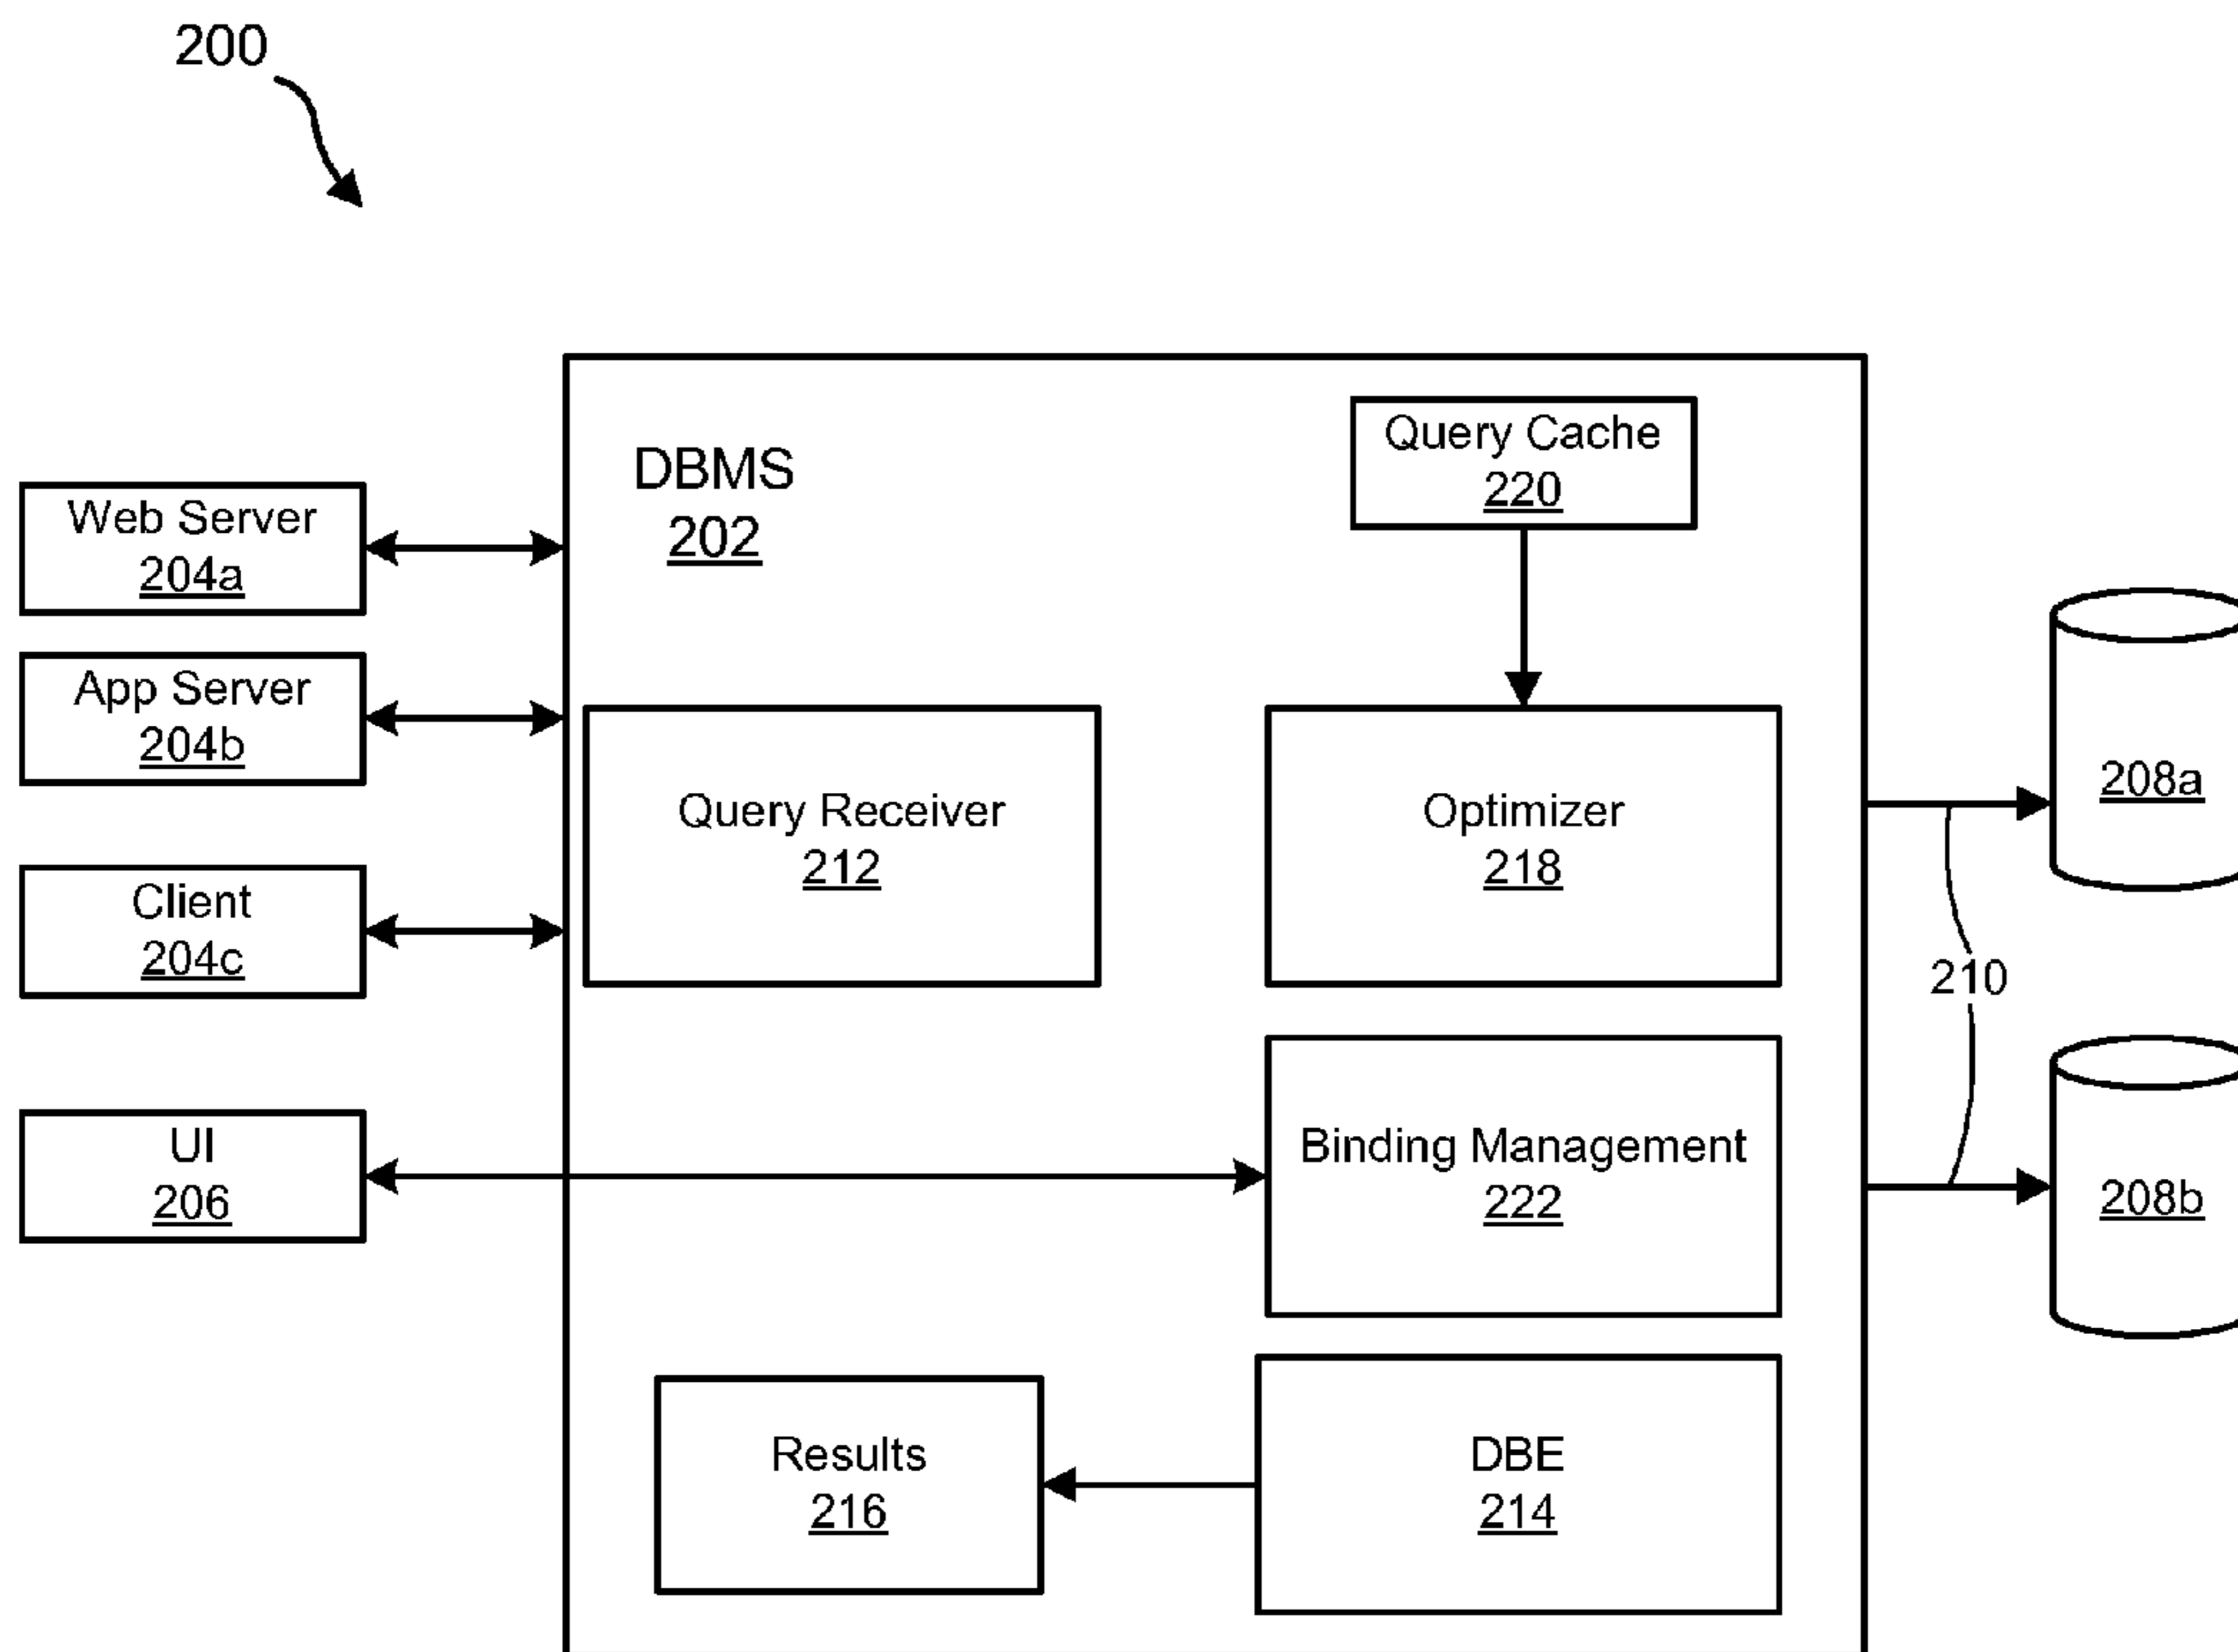 200
DBMS
202
Query Cache
220
Web Server
204a
App Server
204b
Client
204c
UI
206
Query Receiver
212
Optimizer
218
Binding Management
222
Results
216
DBE
214
208a
210
208b